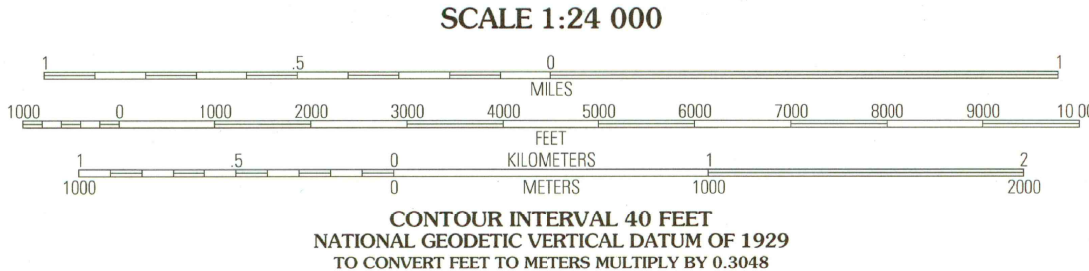 SCALE 1:24 000
1 .5 0 1
MILES
1000 0 1000 2000 3000 4000 5000 6000 7000 8000 9000 10 00
FEET
1 .5 0 KILOMETERS 1 2
1000 0 METERS 1000 2000
CONTOUR INTERVAL 40 FEET
NATIONAL GEODETIC VERTICAL DATUM OF 1929
TO CONVERT FEET TO METERS MULTIPLY BY 0.3048